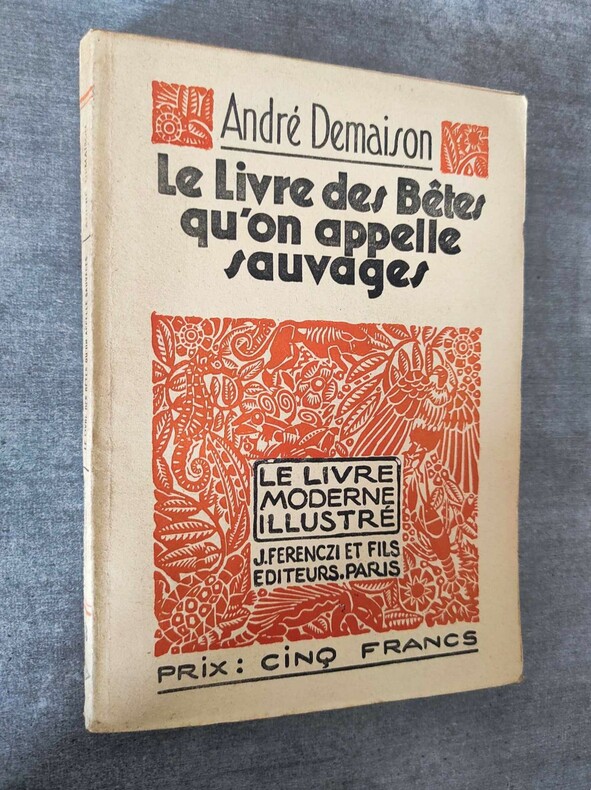 André Demaison
Le Livre des Bêtes
qu'on appelle
sauvages
LE LIVRE
MODERNE
ILLUSTRÉ
J. FERENCZI ET FILS
EDITEURS. PARIS
PRIX : CINQ FRANCS